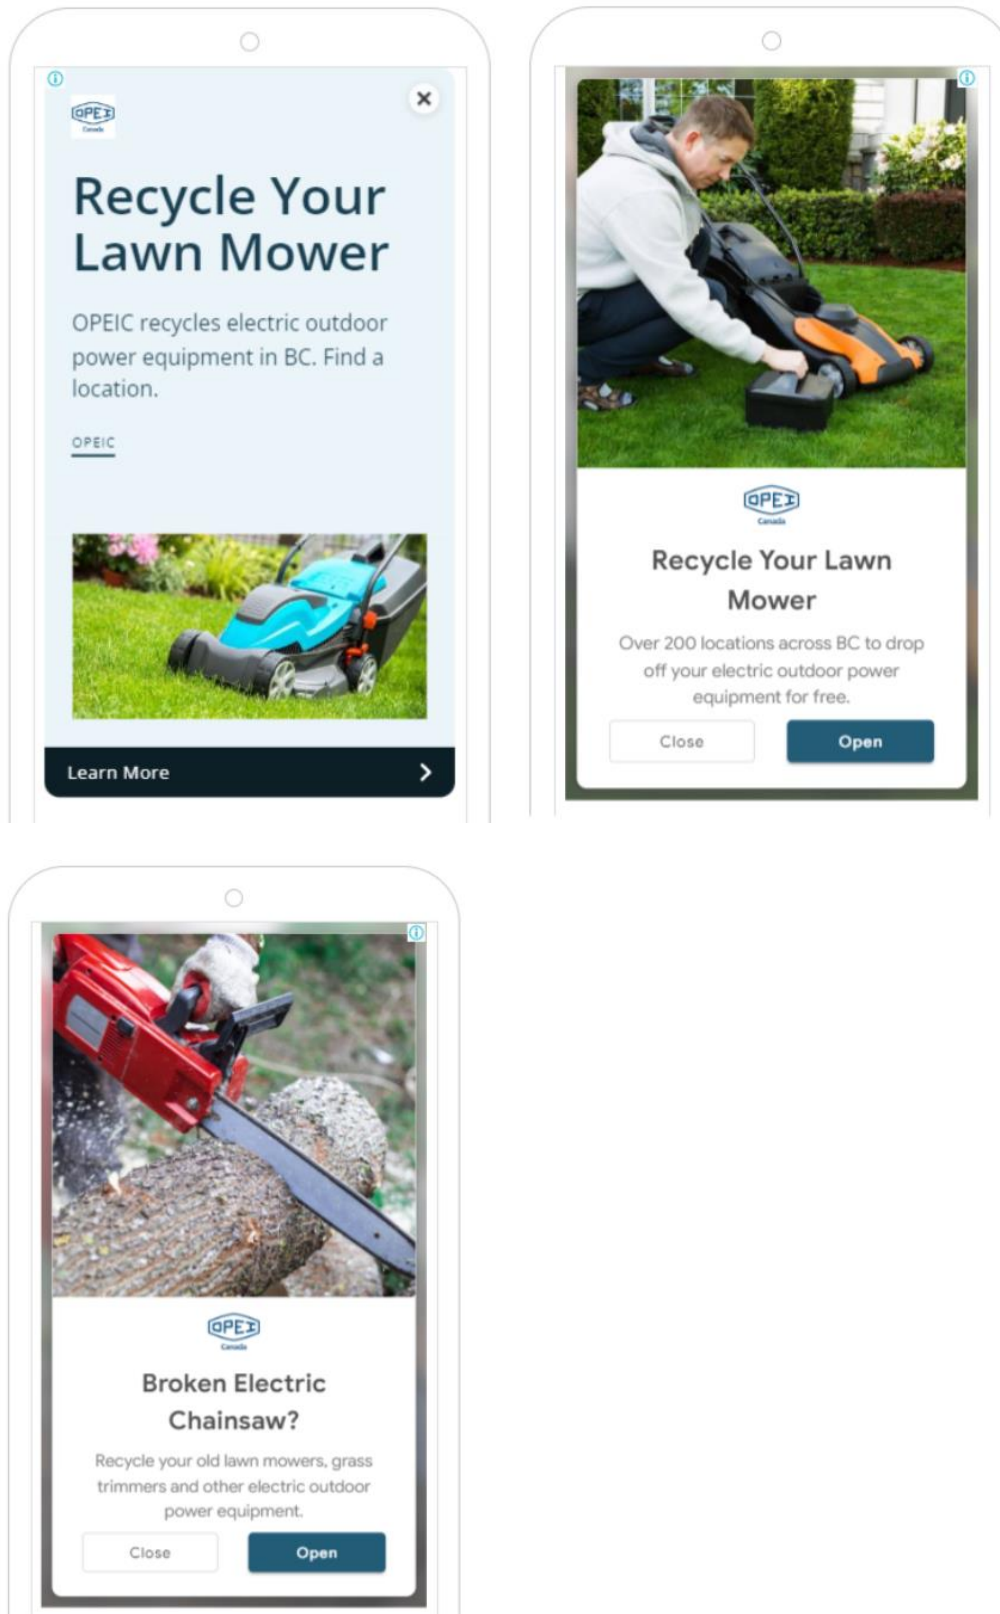 OPEI
Canada
Recycle Your
Lawn Mower
OPEIC recycles electric outdoor
power equipment in BC. Find a
location.
OPEIC
Learn More
OPEI
Canada
Recycle Your Lawn
Mower
Over 200 locations across BC to drop
off your electric outdoor power
equipment for free.
Close
Open
OPEI
Canada
Broken Electric
Chainsaw?
Recycle your old lawn mowers, grass
trimmers and other electric outdoor
power equipment.
Close
Open